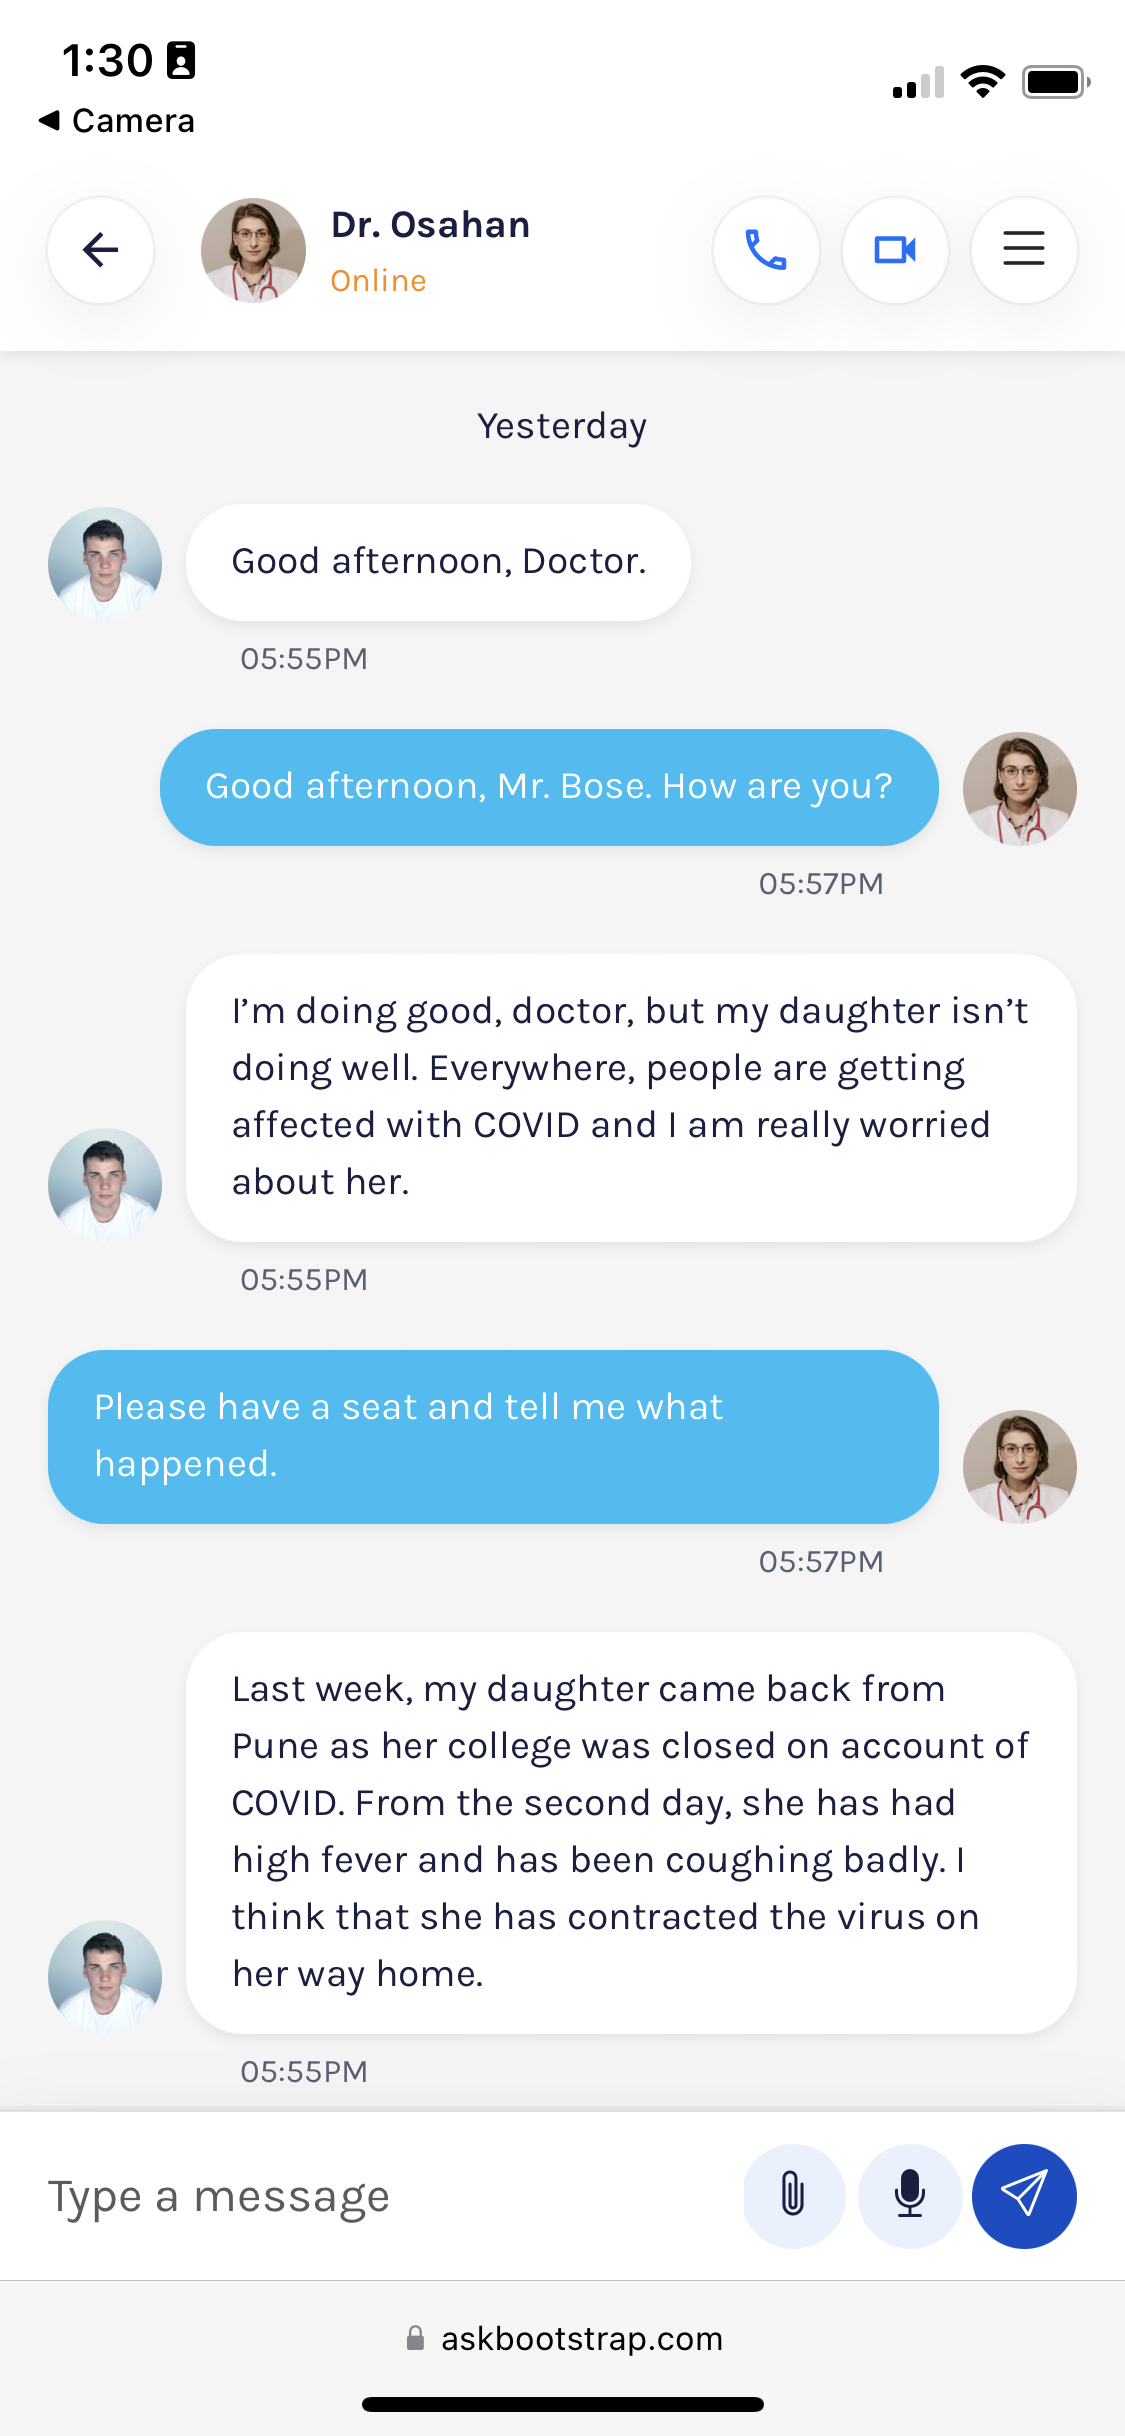 1:30
◀ Camera
Dr. Osahan
Online
Yesterday
Good afternoon, Doctor.
05:55PM
Good afternoon, Mr. Bose. How are you?
05:57PM
I’m doing good, doctor, but my daughter isn’t
doing well. Everywhere, people are getting
affected with COVID and I am really worried
about her.
05:55PM
Please have a seat and tell me what
happened.
05:57PM
Last week, my daughter came back from
Pune as her college was closed on account of
COVID. From the second day, she has had
high fever and has been coughing badly. I
think that she has contracted the virus on
her way home.
05:55PM
Type a message
askbootstrap.com